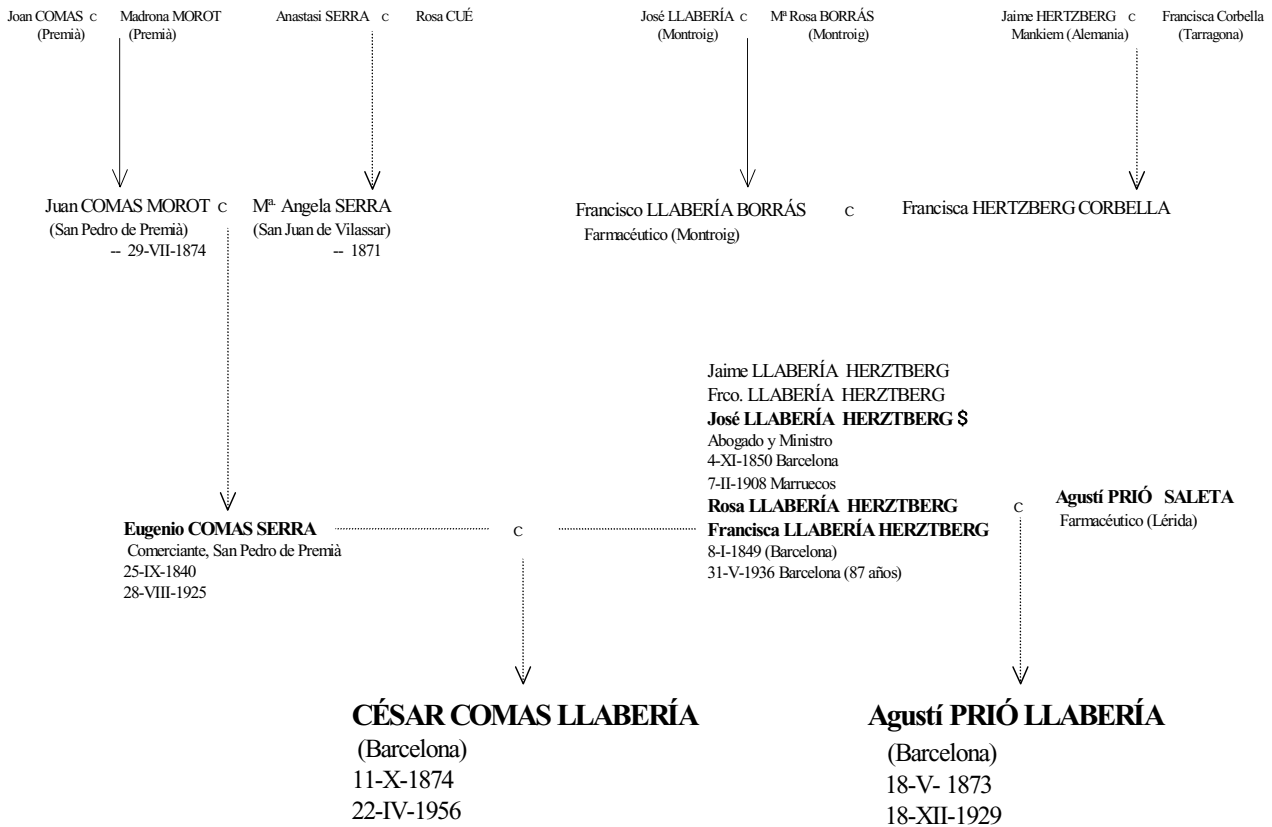 Joan COMAS c Madrona MOROT
(Premià) (Premià)
Anastasi SERRA c Rosa CUÉ
José LLABERÍA c Mª Rosa BORRÁS
(Montroig) (Montroig)
Jaime HERTZBERG c Francisca Corbella
Mankiem (Alemania) (Tarragona)
Juan COMAS MOROT c Mª. Angela SERRA
(San Pedro de Premià) (San Juan de Vilassar)
-- 29-VII-1874 -- 1871
Francisco LLABERÍA BORRÁS c Francisca HERTZBERG CORBELLA
Farmacéutico (Montroig)
Jaime LLABERÍA HERZTBERG
Frco. LLABERÍA HERZTBERG
José LLABERÍA HERZTBERG $
Abogado y Ministro
4-XI-1850 Barcelona
7-II-1908 Marruecos
Rosa LLABERÍA HERZTBERG c Agustí PRIÓ SALETA
Farmacéutico (Lérida)
Eugenio COMAS SERRA c Francisca LLABERÍA HERZTBERG
Comerciante, San Pedro de Premià
25-IX-1840
28-VIII-1925
8-I-1849 (Barcelona)
31-V-1936 Barcelona (87 años)
CÉSAR COMAS LLABERÍA
(Barcelona)
11-X-1874
22-IV-1956
Agustí PRIÓ LLABERÍA
(Barcelona)
18-V- 1873
18-XII-1929